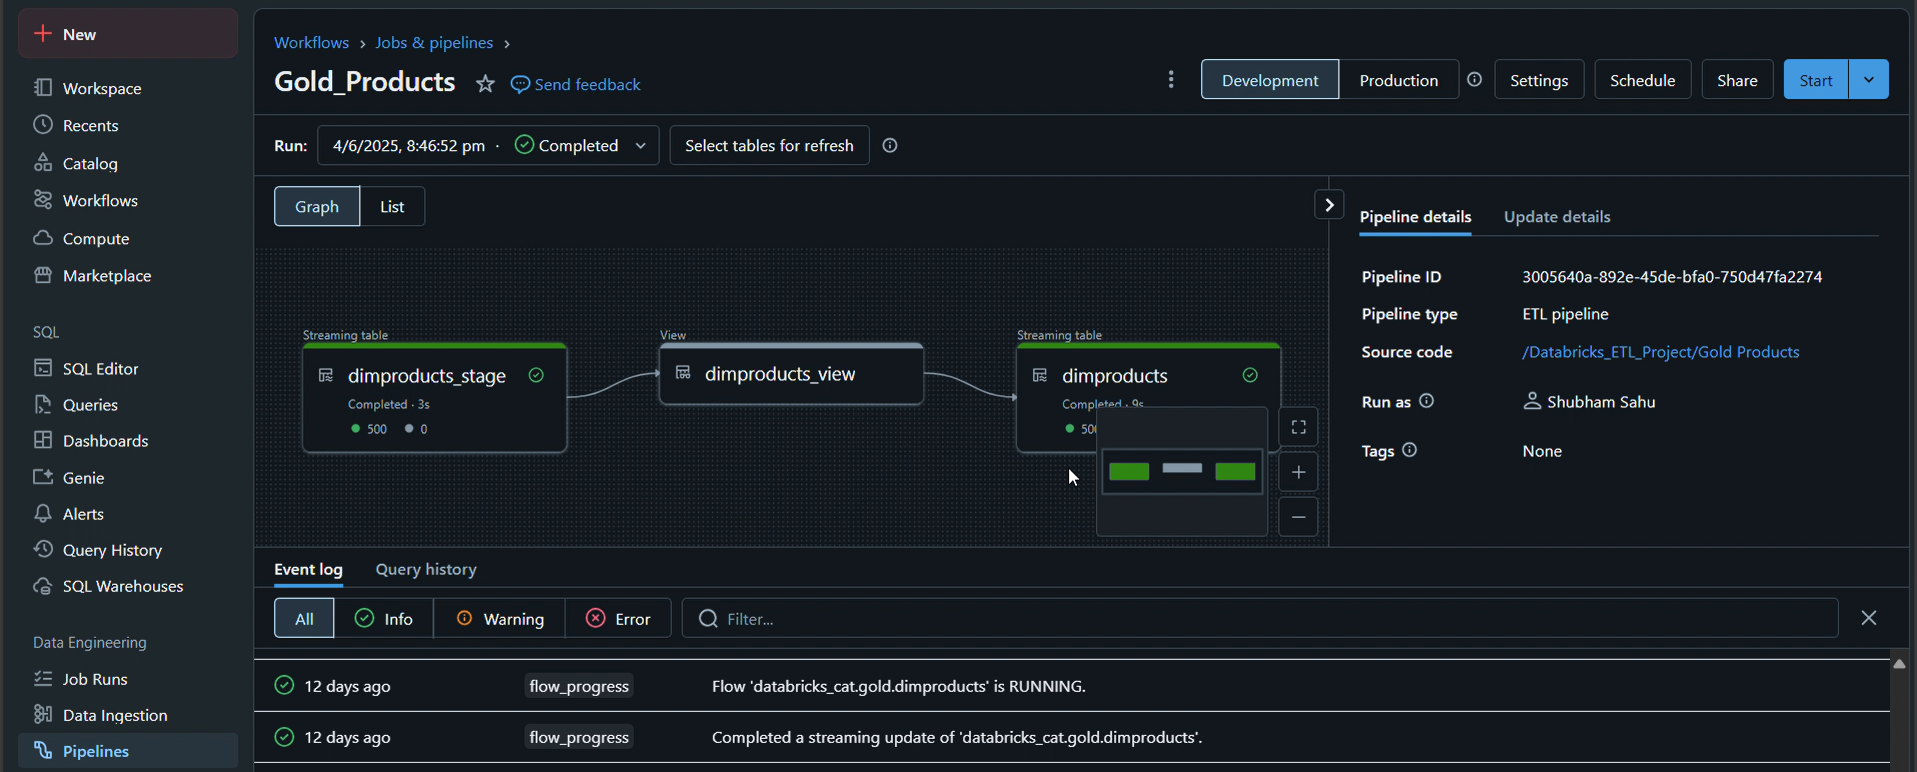 New
Workspace
Recents
Catalog
Workflows
Compute
Marketplace
SQL
SQL Editor
Queries
Dashboards
Genie
Alerts
Query History
SQL Warehouses
Data Engineering
Job Runs
Data Ingestion
Pipelines
Workflows › Jobs & pipelines ›
Gold_Products Send feedback
Development Production Settings Schedule Share Start
Run: 4/6/2025, 8:46:52 pm · Completed Select tables for refresh
Graph List
Streaming table
dimproducts_stage
Completed · 3s
500 0
View
dimproducts_view
Streaming table
dimproducts
Completed · 9s
Pipeline details Update details
Pipeline ID 3005640a-892e-45de-bfa0-750d47fa2274
Pipeline type ETL pipeline
Source code /Databricks_ETL_Project/Gold Products
Run as Shubham Sahu
Tags None
Event log Query history
All Info Warning Error Filter...
12 days ago flow_progress Flow 'databricks_cat.gold.dimproducts' is RUNNING.
12 days ago flow_progress Completed a streaming update of 'databricks_cat.gold.dimproducts'.